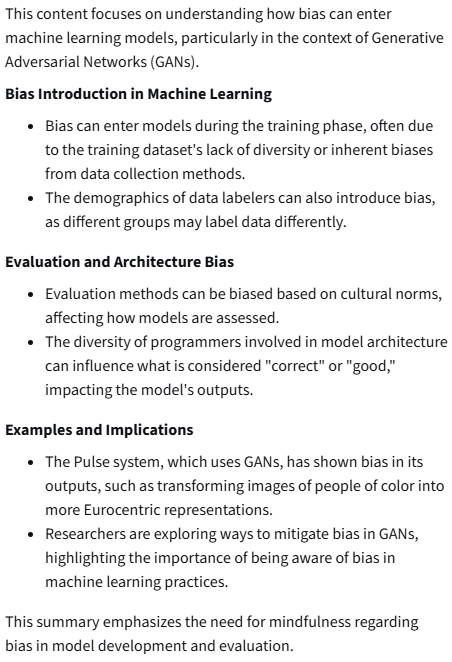 This content focuses on understanding how bias can enter
machine learning models, particularly in the context of Generative
Adversarial Networks (GANs).
Bias Introduction in Machine Learning
• Bias can enter models during the training phase, often due
to the training dataset's lack of diversity or inherent biases
from data collection methods.
• The demographics of data labelers can also introduce bias,
as different groups may label data differently.
Evaluation and Architecture Bias
• Evaluation methods can be biased based on cultural norms,
affecting how models are assessed.
• The diversity of programmers involved in model architecture
can influence what is considered "correct" or "good,"
impacting the model's outputs.
Examples and Implications
• The Pulse system, which uses GANs, has shown bias in its
outputs, such as transforming images of people of color into
more Eurocentric representations.
• Researchers are exploring ways to mitigate bias in GANs,
highlighting the importance of being aware of bias in
machine learning practices.
This summary emphasizes the need for mindfulness regarding
bias in model development and evaluation.